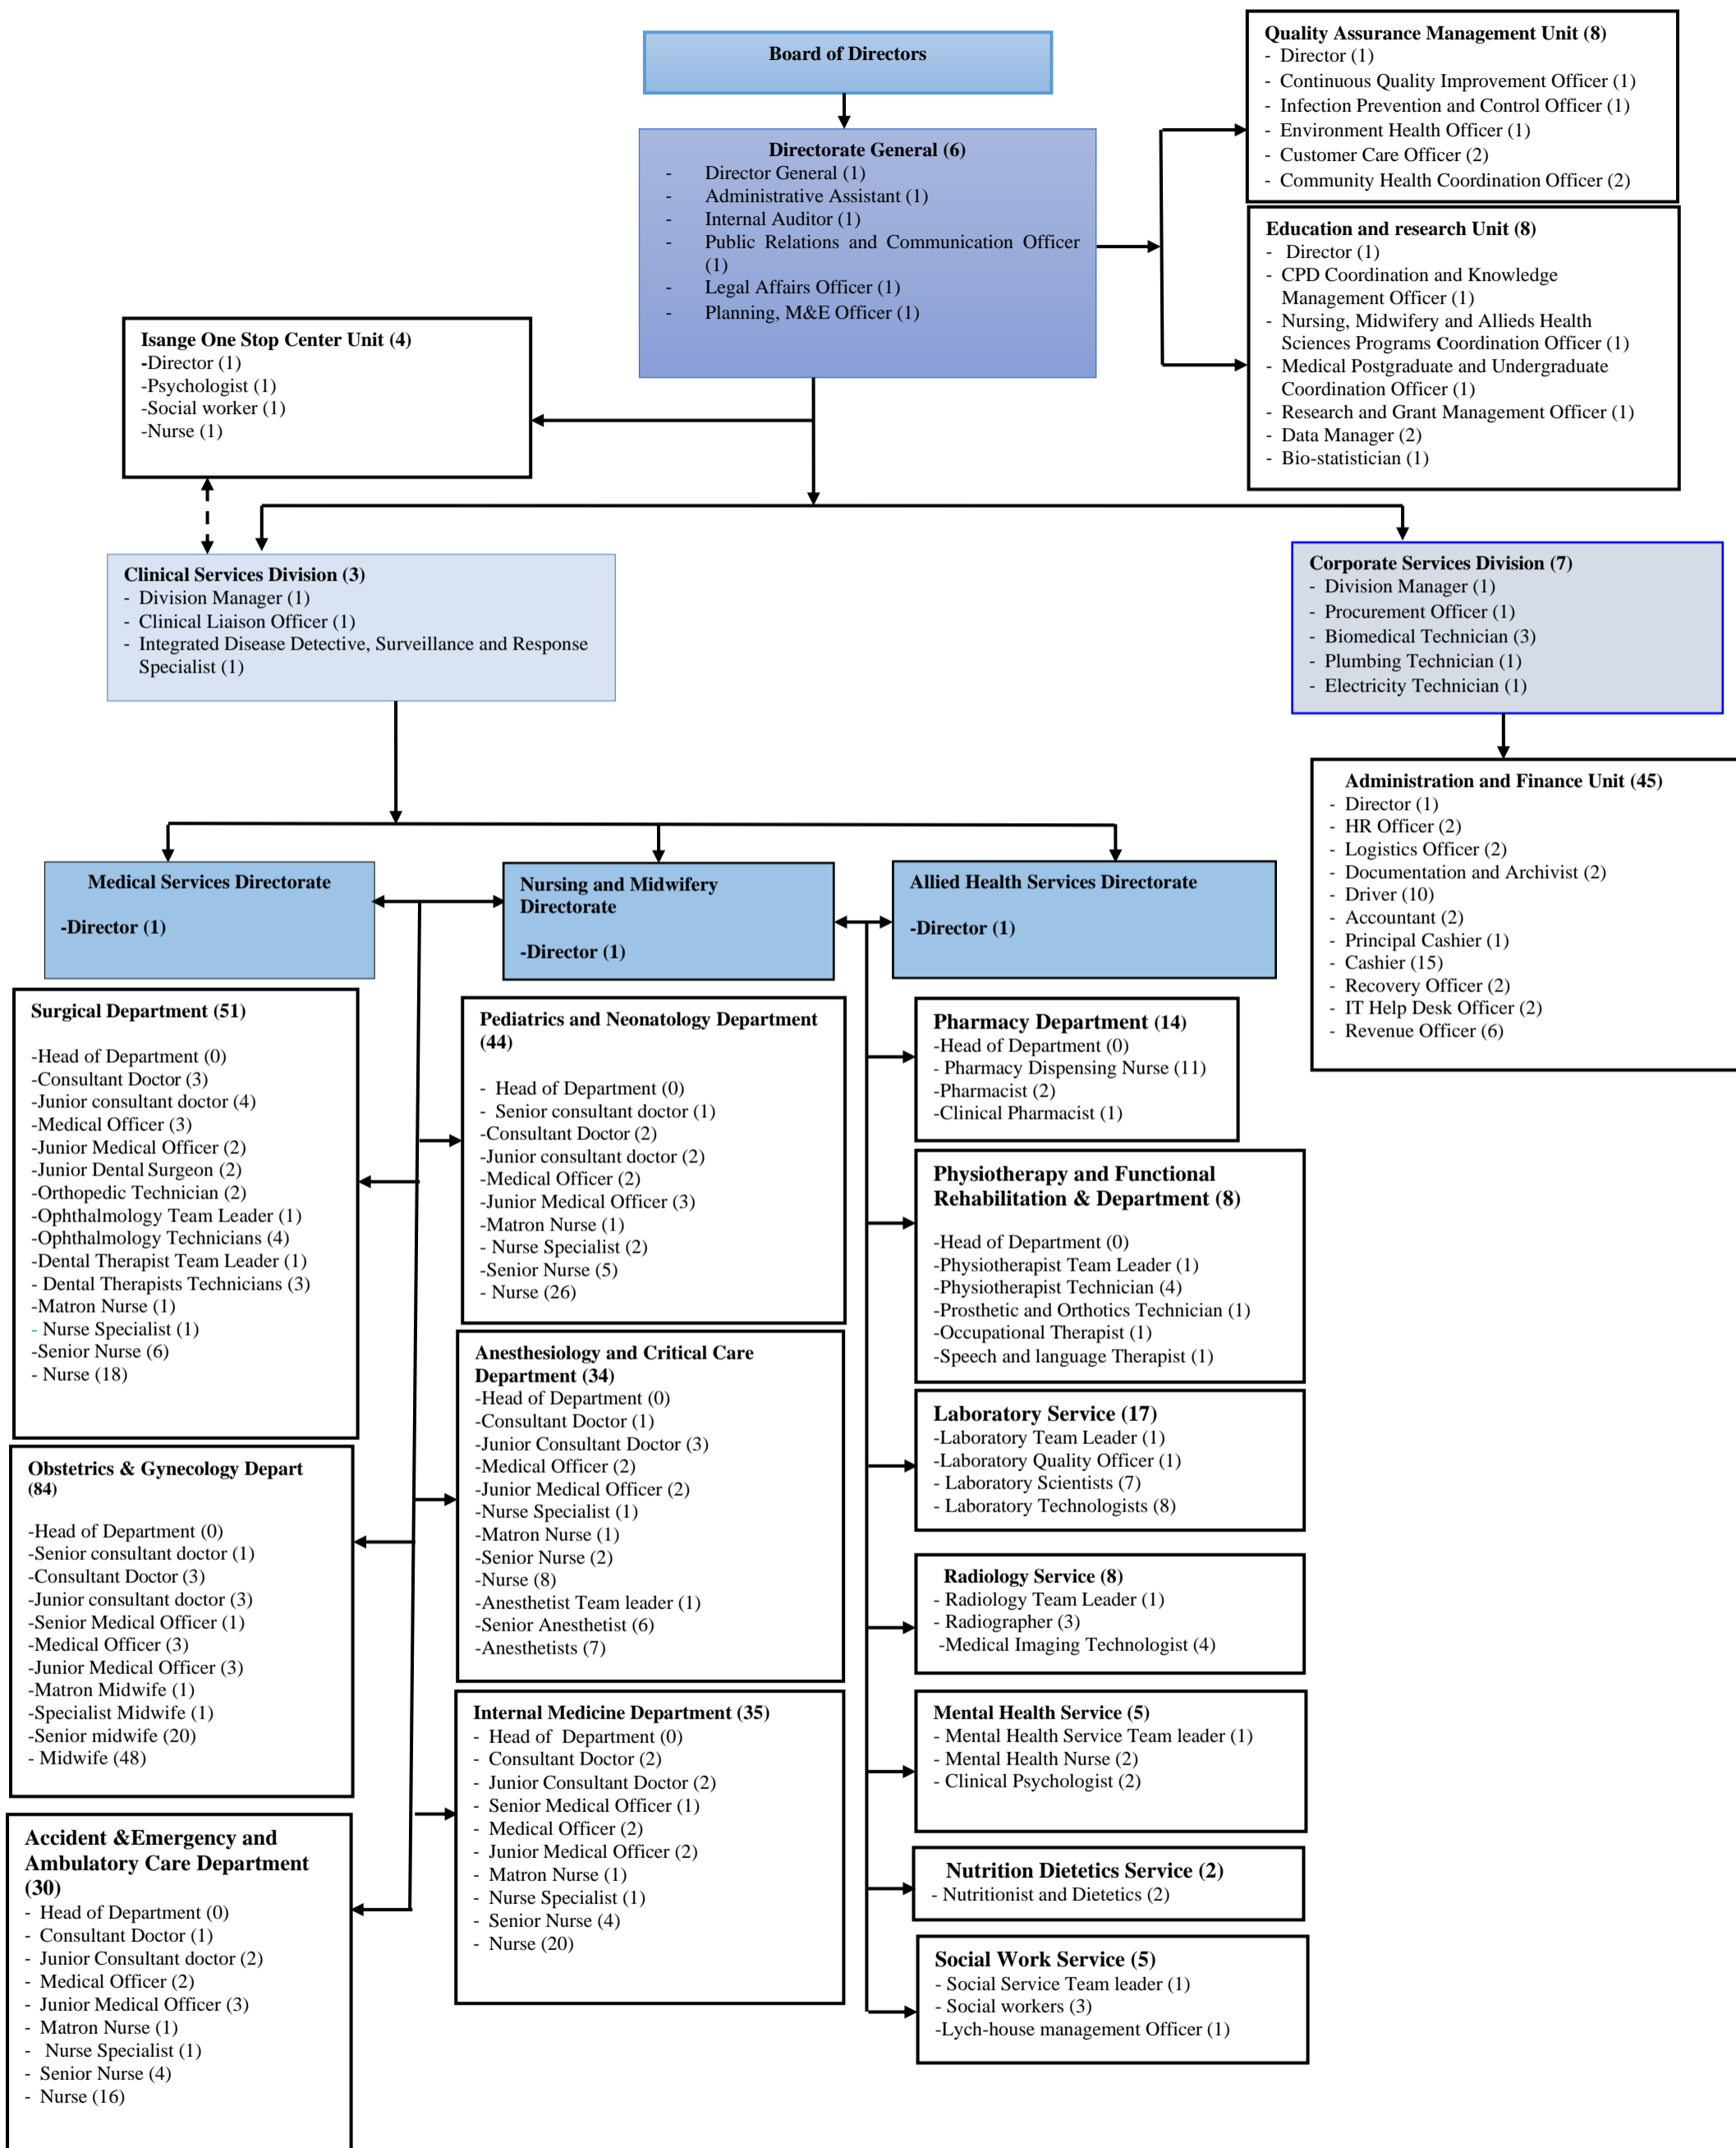 Board of Directors
Quality Assurance Management Unit (8)
- Director (1)
- Continuous Quality Improvement Officer (1)
- Infection Prevention and Control Officer (1)
- Environment Health Officer (1)
- Customer Care Officer (2)
- Community Health Coordination Officer (2)
Directorate General (6)
- Director General (1)
- Administrative Assistant (1)
- Internal Auditor (1)
- Public Relations and Communication Officer
(1)
- Legal Affairs Officer (1)
- Planning, M&E Officer (1)
Education and research Unit (8)
- Director (1)
- CPD Coordination and Knowledge
Management Officer (1)
- Nursing, Midwifery and Allieds Health
Sciences Programs Coordination Officer (1)
- Medical Postgraduate and Undergraduate
Coordination Officer (1)
- Research and Grant Management Officer (1)
- Data Manager (2)
- Bio-statistician (1)
Isange One Stop Center Unit (4)
-Director (1)
-Psychologist (1)
-Social worker (1)
-Nurse (1)
Clinical Services Division (3)
- Division Manager (1)
- Clinical Liaison Officer (1)
- Integrated Disease Detective, Surveillance and Response
Specialist (1)
Corporate Services Division (7)
- Division Manager (1)
- Procurement Officer (1)
- Biomedical Technician (3)
- Plumbing Technician (1)
- Electricity Technician (1)
Administration and Finance Unit (45)
- Director (1)
- HR Officer (2)
- Logistics Officer (2)
- Documentation and Archivist (2)
- Driver (10)
- Accountant (2)
- Principal Cashier (1)
- Cashier (15)
- Recovery Officer (2)
- IT Help Desk Officer (2)
- Revenue Officer (6)
Medical Services Directorate
-Director (1)
Nursing and Midwifery
Directorate
-Director (1)
Allied Health Services Directorate
-Director (1)
Surgical Department (51)
-Head of Department (0)
-Consultant Doctor (3)
-Junior consultant doctor (4)
-Medical Officer (3)
-Junior Medical Officer (2)
-Junior Dental Surgeon (2)
-Orthopedic Technician (2)
-Ophthalmology Team Leader (1)
-Ophthalmology Technicians (4)
-Dental Therapist Team Leader (1)
- Dental Therapists Technicians (3)
-Matron Nurse (1)
- Nurse Specialist (1)
-Senior Nurse (6)
- Nurse (18)
Obstetrics & Gynecology Depart
(84)
-Head of Department (0)
-Senior consultant doctor (1)
-Consultant Doctor (3)
-Junior consultant doctor (3)
-Senior Medical Officer (1)
-Medical Officer (3)
-Junior Medical Officer (3)
-Matron Midwife (1)
-Specialist Midwife (1)
-Senior midwife (20)
- Midwife (48)
Accident &Emergency and
Ambulatory Care Department
(30)
- Head of Department (0)
- Consultant Doctor (1)
- Junior Consultant doctor (2)
- Medical Officer (2)
- Junior Medical Officer (3)
- Matron Nurse (1)
- Nurse Specialist (1)
- Senior Nurse (4)
- Nurse (16)
Pediatrics and Neonatology Department
(44)
- Head of Department (0)
- Senior consultant doctor (1)
-Consultant Doctor (2)
-Junior consultant doctor (2)
-Medical Officer (2)
-Junior Medical Officer (3)
-Matron Nurse (1)
- Nurse Specialist (2)
-Senior Nurse (5)
- Nurse (26)
Anesthesiology and Critical Care
Department (34)
-Head of Department (0)
-Consultant Doctor (1)
-Junior Consultant Doctor (3)
-Medical Officer (2)
-Junior Medical Officer (2)
-Nurse Specialist (1)
-Matron Nurse (1)
-Senior Nurse (2)
-Nurse (8)
-Anesthetist Team leader (1)
-Senior Anesthetist (6)
-Anesthetists (7)
Internal Medicine Department (35)
- Head of Department (0)
- Consultant Doctor (2)
- Junior Consultant Doctor (2)
- Senior Medical Officer (1)
- Medical Officer (2)
- Junior Medical Officer (2)
- Matron Nurse (1)
- Nurse Specialist (1)
- Senior Nurse (4)
- Nurse (20)
Pharmacy Department (14)
-Head of Department (0)
- Pharmacy Dispensing Nurse (11)
-Pharmacist (2)
-Clinical Pharmacist (1)
Physiotherapy and Functional
Rehabilitation & Department (8)
-Head of Department (0)
-Physiotherapist Team Leader (1)
-Physiotherapist Technician (4)
-Prosthetic and Orthotics Technician (1)
-Occupational Therapist (1)
-Speech and language Therapist (1)
Laboratory Service (17)
-Laboratory Team Leader (1)
-Laboratory Quality Officer (1)
- Laboratory Scientists (7)
- Laboratory Technologists (8)
Radiology Service (8)
- Radiology Team Leader (1)
- Radiographer (3)
-Medical Imaging Technologist (4)
Mental Health Service (5)
- Mental Health Service Team leader (1)
- Mental Health Nurse (2)
- Clinical Psychologist (2)
Nutrition Dietetics Service (2)
- Nutritionist and Dietetics (2)
Social Work Service (5)
- Social Service Team leader (1)
- Social workers (3)
-Lych-house management Officer (1)